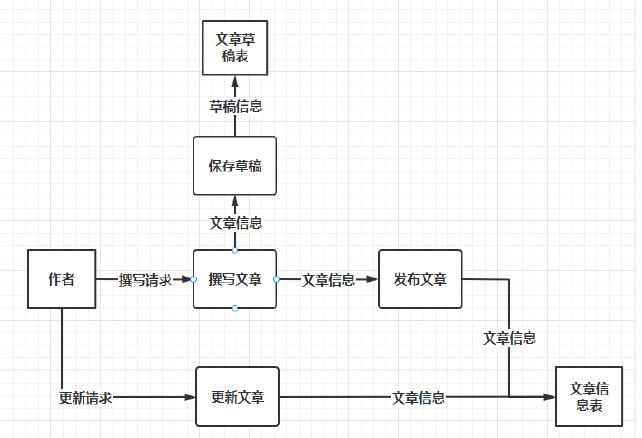 文章草
稿表
草稿信息
保存草稿
文章信息
作者
撰写请求
撰写文章
文章信息
发布文章
文章信息
更新请求
更新文章
文章信息
文章信
息表